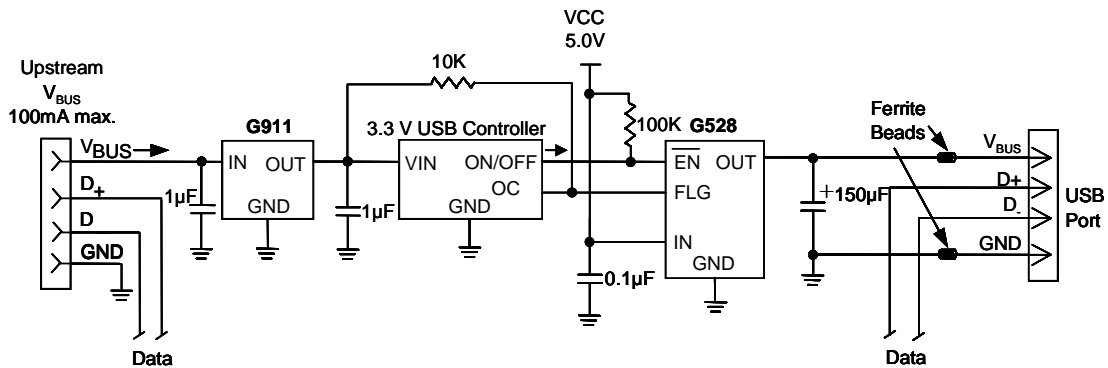 VCC
5.0V
Upstream
VBUS
100mA max.
10K
Ferrite
Beads
G911
3.3 V USB Controller
100K
G528
VBUS
IN
OUT
VIN
ON/OFF
EN
OUT
VBUS
D+
1µF
1µF
OC
FLG
+150µF
D+
USB
Port
GND
GND
D
D-
GND
IN
GND
GND
0.1µF
Data
Data